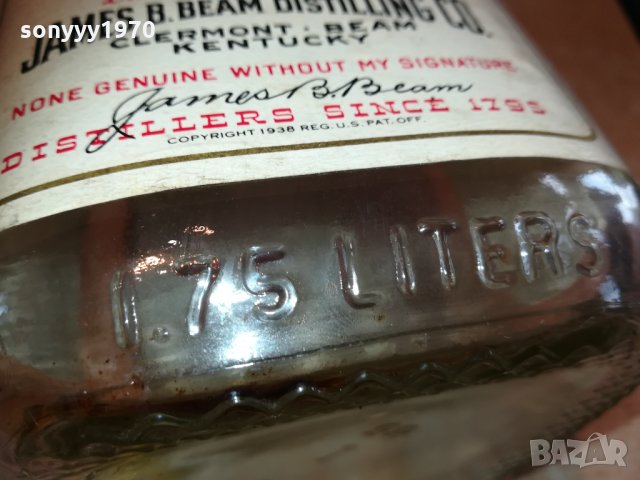 sonyyy1970
JAMES B. BEAM DISTILLING CO.
CLERMONT, BEAM
KENTUCKY
NONE GENUINE WITHOUT MY SIGNATURE
James B. Beam
DISTILLERS SINCE 1795
COPYRIGHT 1938 REG. U.S. PAT. OFF.
1.75 LITERS
BAZAR